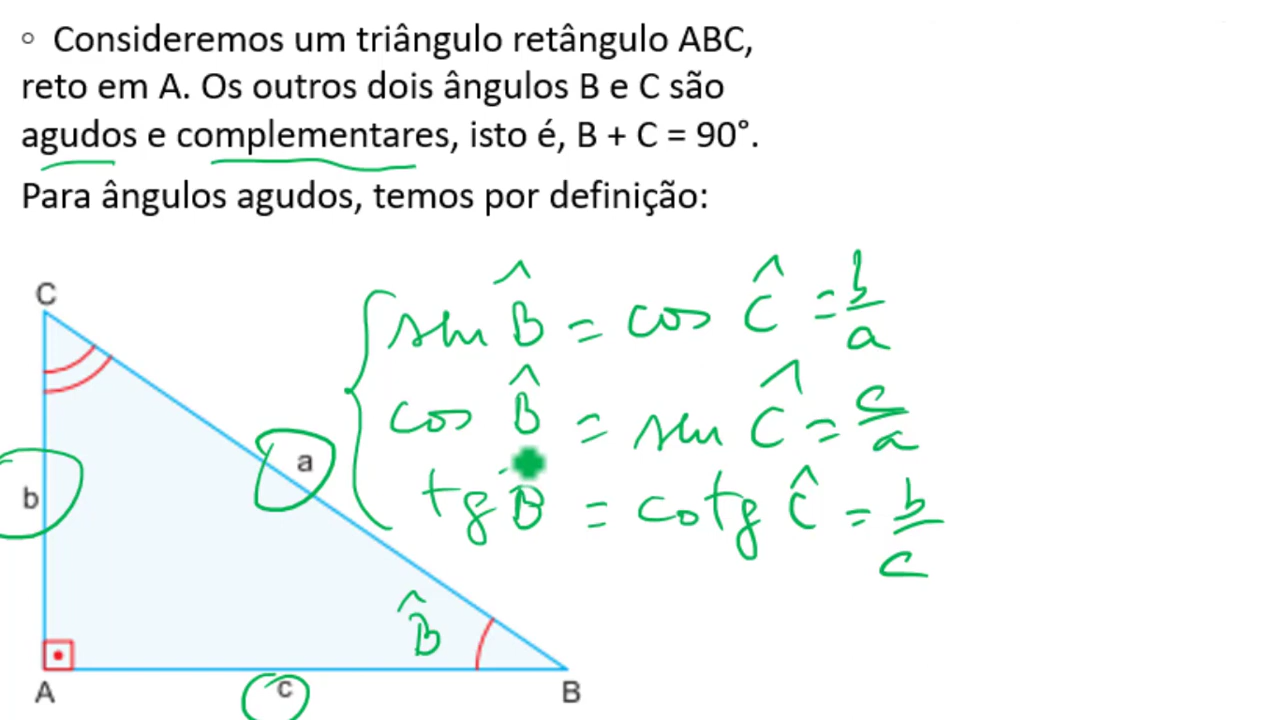 ◦ Consideremos um triângulo retângulo ABC,
reto em A. Os outros dois ângulos B e C são
agudos e complementares, isto é, B + C = 90°.
Para ângulos agudos, temos por definição:
C
sen B̂ = cos Ĉ = b/a
cos B̂ = sen Ĉ = c/a
a
b
tg B̂ = cotg Ĉ = b/c
B̂
A
c
B